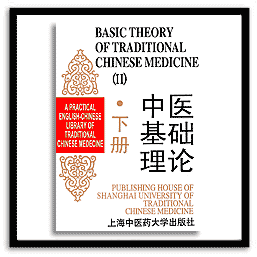 BASIC THEORY
OF TRADITIONAL
CHINESE MEDICINE
(II)
A PRACTICAL
ENGLISH-CHINESE
LIBRARY OF
TRADITIONAL
CHINESE MEDECINE
中医
基础
理论
·下册
PUBLISHING HOUSE OF
SHANGHAI UNIVERSITY OF
TRADITIONAL
CHINESE MEDICINE
上海中医药大学出版社